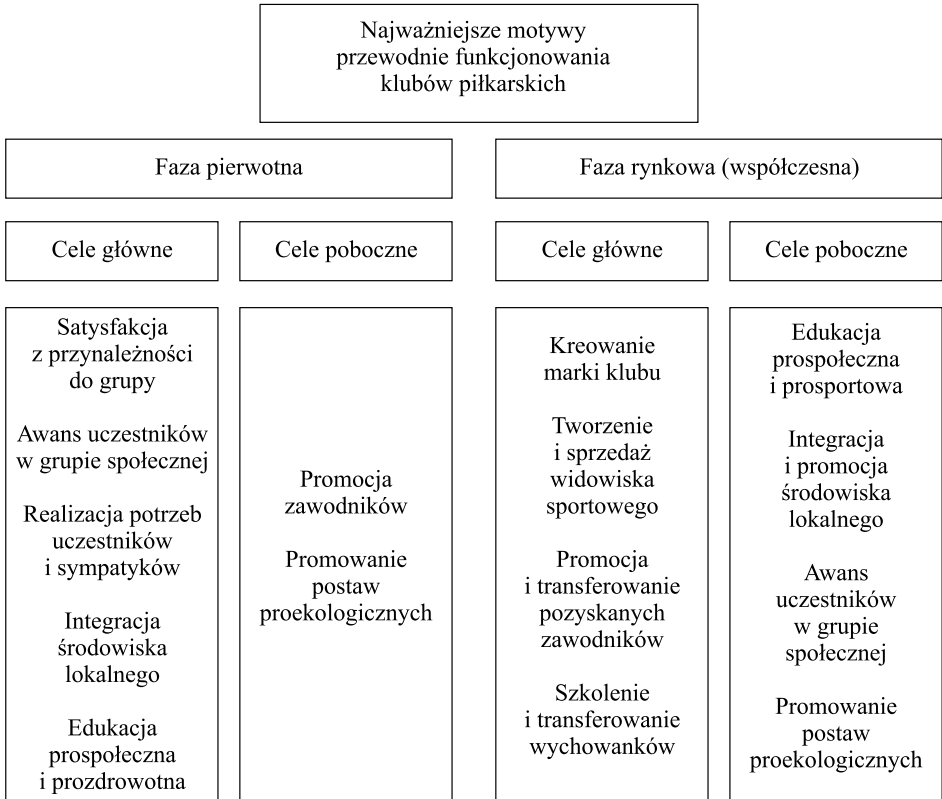 Najważniejsze motywy
przewodnie funkcjonowania
klubów piłkarskich
Faza pierwotna
Faza rynkowa (współczesna)
Cele główne
Cele poboczne
Cele główne
Cele poboczne
Satysfakcja
z przynależności
do grupy
Awans uczestników
w grupie społecznej
Realizacja potrzeb
uczestników
i sympatyków
Integracja
środowiska
lokalnego
Edukacja
prospołeczna
i prozdrowotna
Promocja
zawodników
Promowanie
postaw
proekologicznych
Kreowanie
marki klubu
Tworzenie
i sprzedaż
widowiska
sportowego
Promocja
i transferowanie
pozyskanych
zawodników
Szkolenie
i transferowanie
wychowanków
Edukacja
prospołeczna
i prosportowa
Integracja
i promocja
środowiska
lokalnego
Awans
uczestników
w grupie
społecznej
Promowanie
postaw
proekologicznych